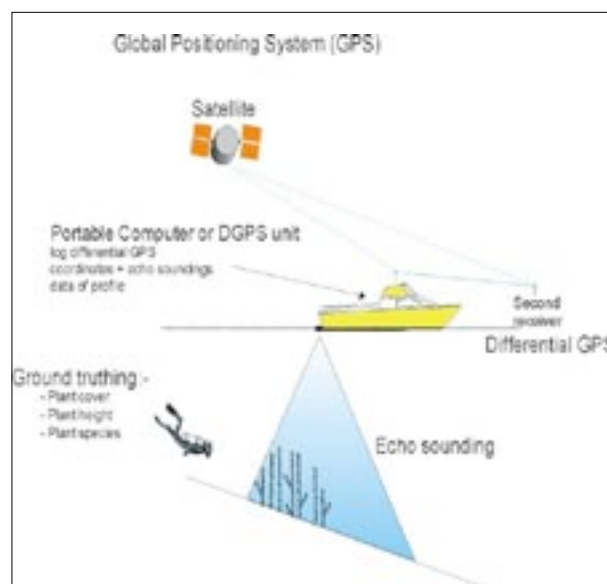 Global Positioning System (GPS)
Satellite
Portable Computer or DGPS unit
log differential GPS
coordinates + echo soundings
data of profile
Second
receiver
Differential GPS
Ground truthing:-
- Plant cover
- Plant height
- Plant species
Echo sounding